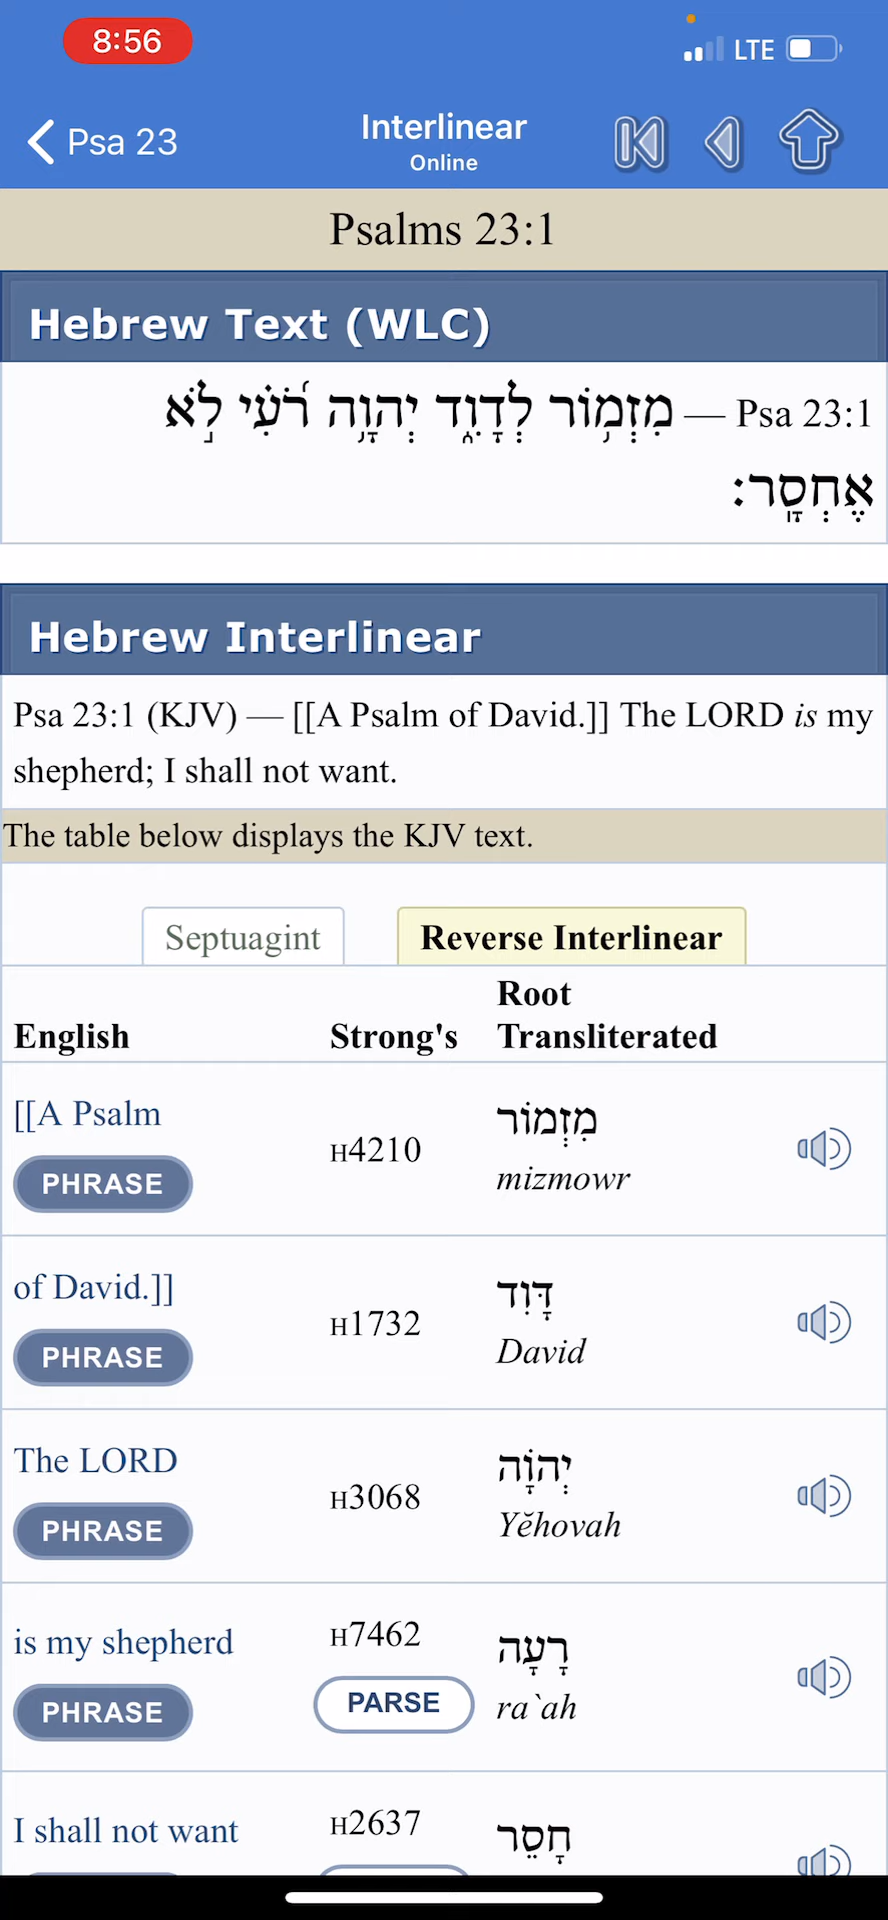 8:56
LTE
Psa 23
Interlinear
Online
Psalms 23:1
Hebrew Text (WLC)
Psa 23:1 — מִזְמ֥וֹר לְדָוִ֑ד יְהוָ֥ה רֹ֝עִ֗י לֹ֣א
אֶחְסָֽר׃
Hebrew Interlinear
Psa 23:1 (KJV) — [[A Psalm of David.]] The LORD is my
shepherd; I shall not want.
The table below displays the KJV text.
Septuagint
Reverse Interlinear
English
Strong's
Root
Transliterated
[[A Psalm
PHRASE
H4210
מִזְמוֹר
mizmowr
of David.]]
PHRASE
H1732
דָּוִד
David
The LORD
PHRASE
H3068
יְהֹוָה
Yĕhovah
is my shepherd
PHRASE
H7462
PARSE
רָעָה
ra`ah
I shall not want
H2637
חָסֵר